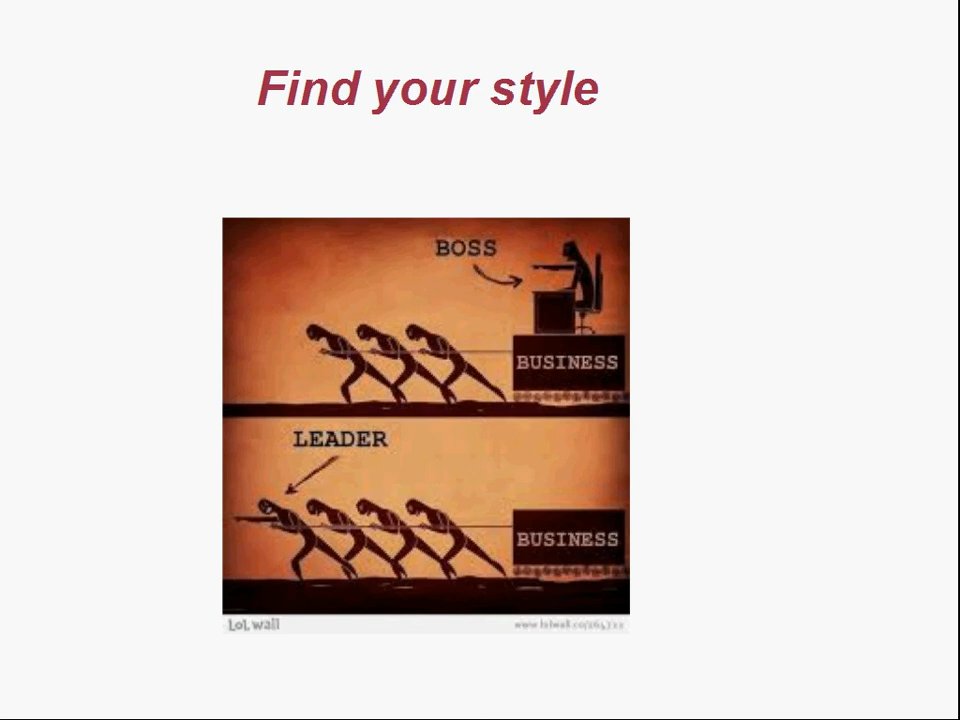 Find your style
BOSS
BUSINESS
LEADER
BUSINESS
LOL wall